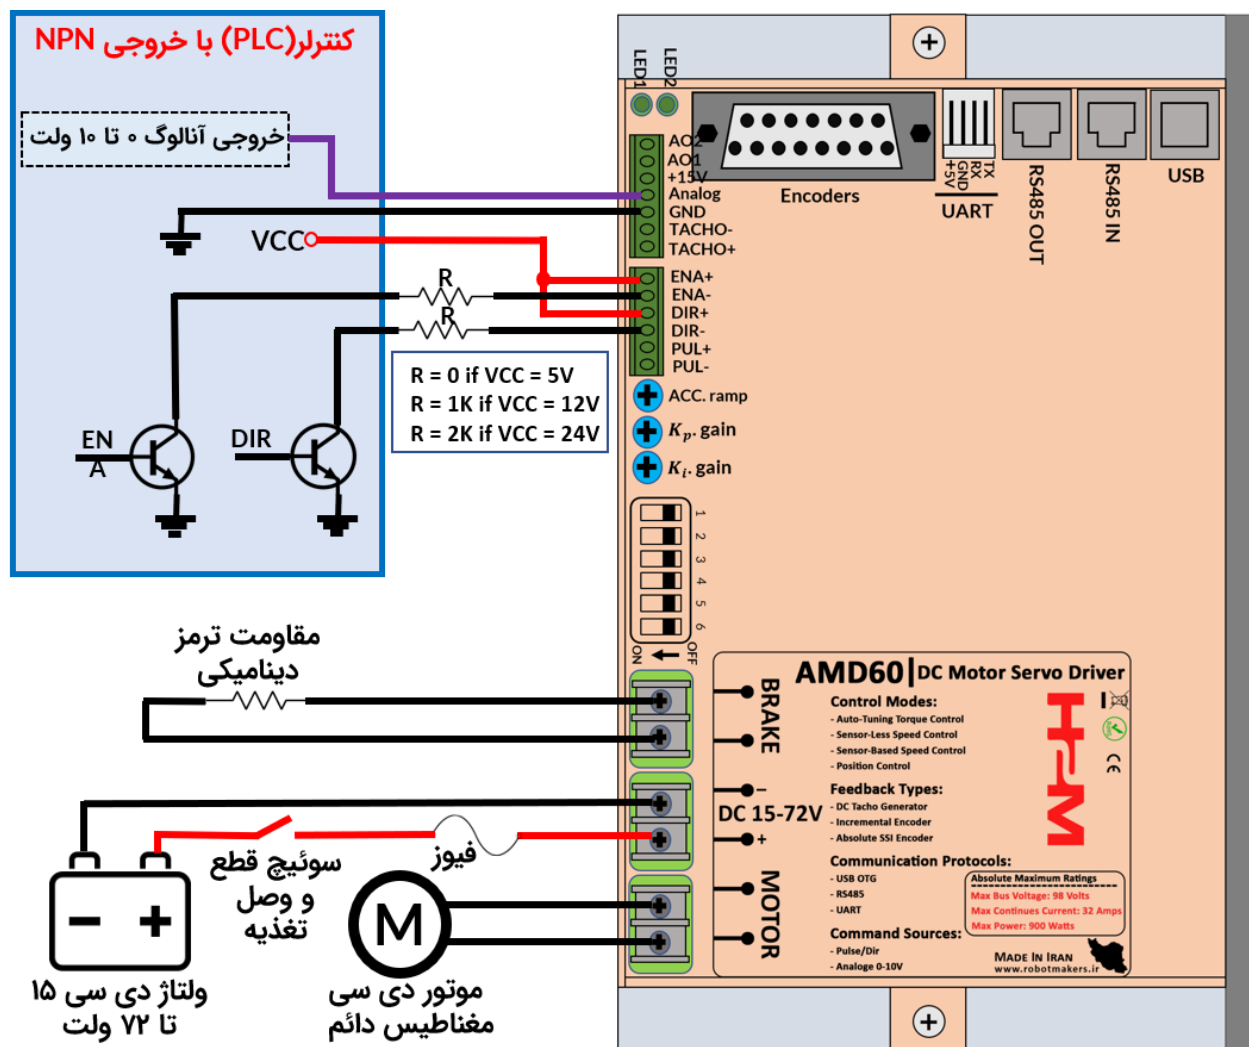 کنترلر(PLC) با خروجی NPN
خروجی آنالوگ ۰ تا ۱۰ ولت
VCC
EN
A
DIR
R
R
R = 0 if VCC = 5V
R = 1K if VCC = 12V
R = 2K if VCC = 24V
LED1
LED2
AO2
AO1
+15V
Analog
GND
TACHO-
TACHO+
ENA+
ENA-
DIR+
DIR-
PUL+
PUL-
ACC. ramp
Kp. gain
Ki. gain
1
2
3
4
5
6
ON
OFF
Encoders
TX
RX
GND
+5V
UART
RS485 OUT
RS485 IN
USB
مقاومت ترمز
دینامیکی
سوئیچ قطع
و وصل
تغذیه
فیوز
ولتاژ دی سی ۱۵
تا ۷۲ ولت
M
موتور دی سی
مغناطیس دائم
BRAKE
DC 15-72V
−
+
MOTOR
AMD60 | DC Motor Servo Driver
Control Modes:
- Auto-Tuning Torque Control
- Sensor-Less Speed Control
- Sensor-Based Speed Control
- Position Control
Feedback Types:
- DC Tacho Generator
- Incremental Encoder
- Absolute SSI Encoder
Communication Protocols:
- USB OTG
- RS485
- UART
Command Sources:
- Pulse/Dir
- Analoge 0-10V
Absolute Maximum Ratings
Max Bus Voltage: 98 Volts
Max Continues Current: 32 Amps
Max Power: 900 Watts
MADE IN IRAN
www.robotmakers.ir
CE